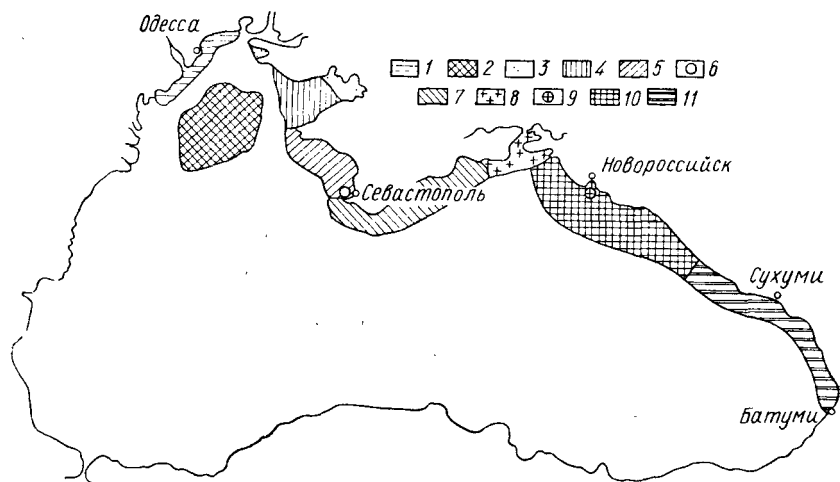 Одесса
1 2 3 4 5 6
7 8 9 10 11
Новороссийск
Севастополь
Сухуми
Батуми